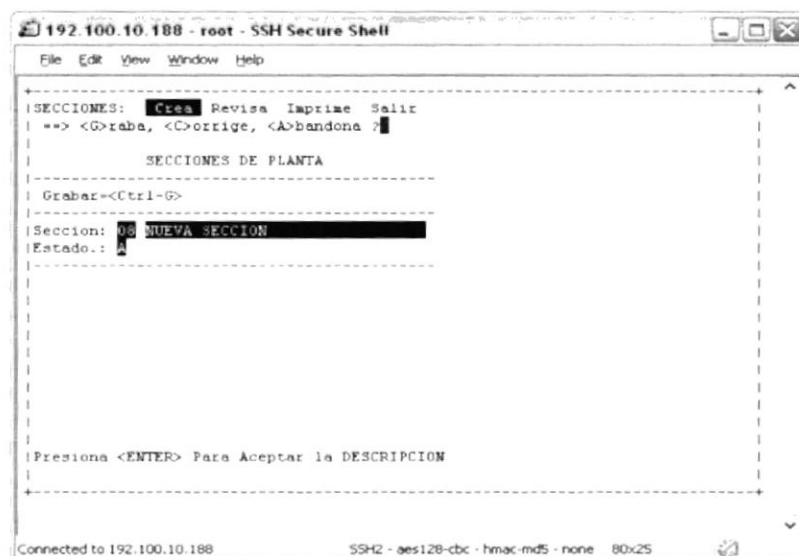 192.100.10.188 - root - SSH Secure Shell
File Edit View Window Help
SECCIONES: Crea Revisa Imprime Salir
==> <G>raba, <C>orrige, <A>bandona ?
SECCIONES DE PLANTA
Grabar=<Ctrl-G>
Seccion: 08 NUEVA SECCION
Estado.: A
Presiona <ENTER> Para Aceptar la DESCRIPCION
Connected to 192.100.10.188 SSH2 - aes128-cbc - hmac-md5 - none 80x25